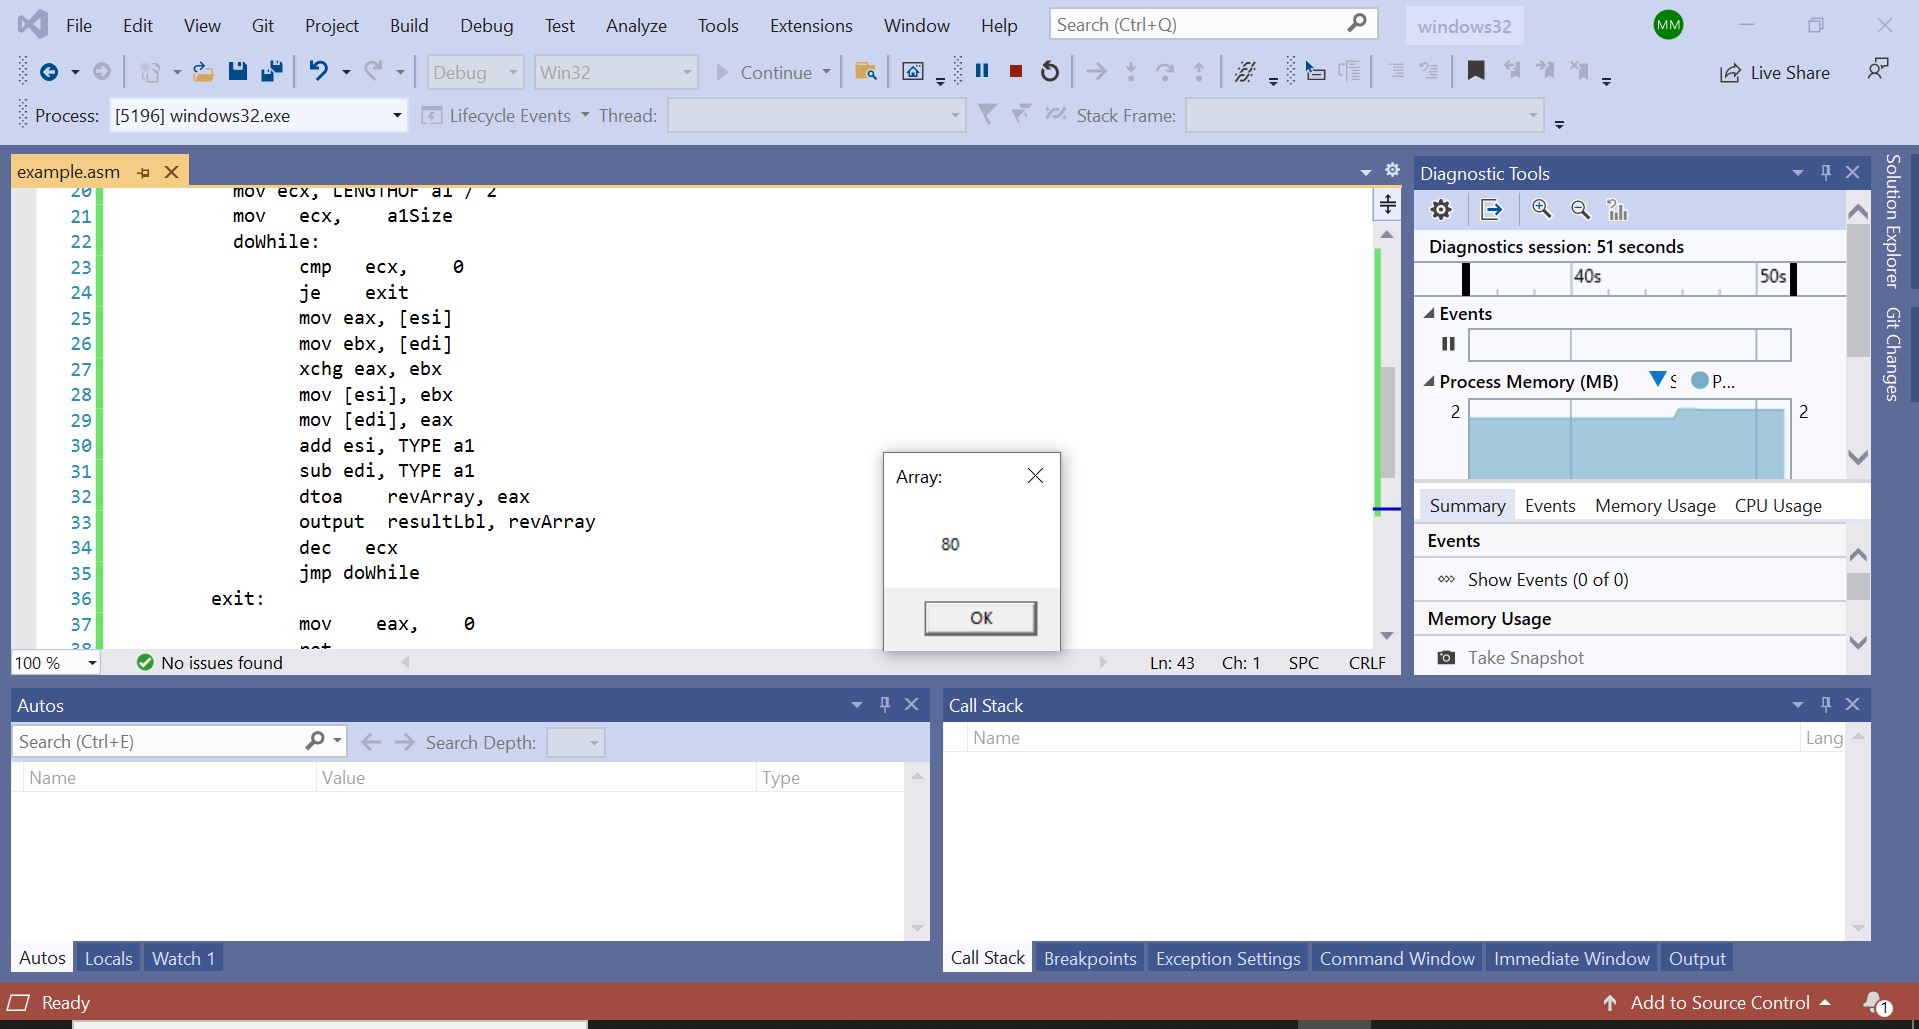 File Edit View Git Project Build Debug Test Analyze Tools Extensions Window Help Search (Ctrl+Q) windows32 MM
Debug Win32 Continue Live Share
Process: [5196] windows32.exe Lifecycle Events Thread: Stack Frame:
example.asm
20 mov ecx, LENGTHOF a1 / 2
21 mov ecx, a1Size
22 doWhile:
23 cmp ecx, 0
24 je exit
25 mov eax, [esi]
26 mov ebx, [edi]
27 xchg eax, ebx
28 mov [esi], ebx
29 mov [edi], eax
30 add esi, TYPE a1
31 sub edi, TYPE a1
32 dtoa revArray, eax
33 output resultLbl, revArray
34 dec ecx
35 jmp doWhile
36 exit:
37 mov eax, 0
38 ret
100 % No issues found Ln: 43 Ch: 1 SPC CRLF
Array:
80
OK
Diagnostic Tools
Diagnostics session: 51 seconds
40s 50s
Events
Process Memory (MB) S P...
2 2
Summary Events Memory Usage CPU Usage
Events
Show Events (0 of 0)
Memory Usage
Take Snapshot
Solution Explorer
Git Changes
Autos
Search (Ctrl+E) Search Depth:
Name Value Type
Autos Locals Watch 1
Call Stack
Name Lang
Call Stack Breakpoints Exception Settings Command Window Immediate Window Output
Ready Add to Source Control 1